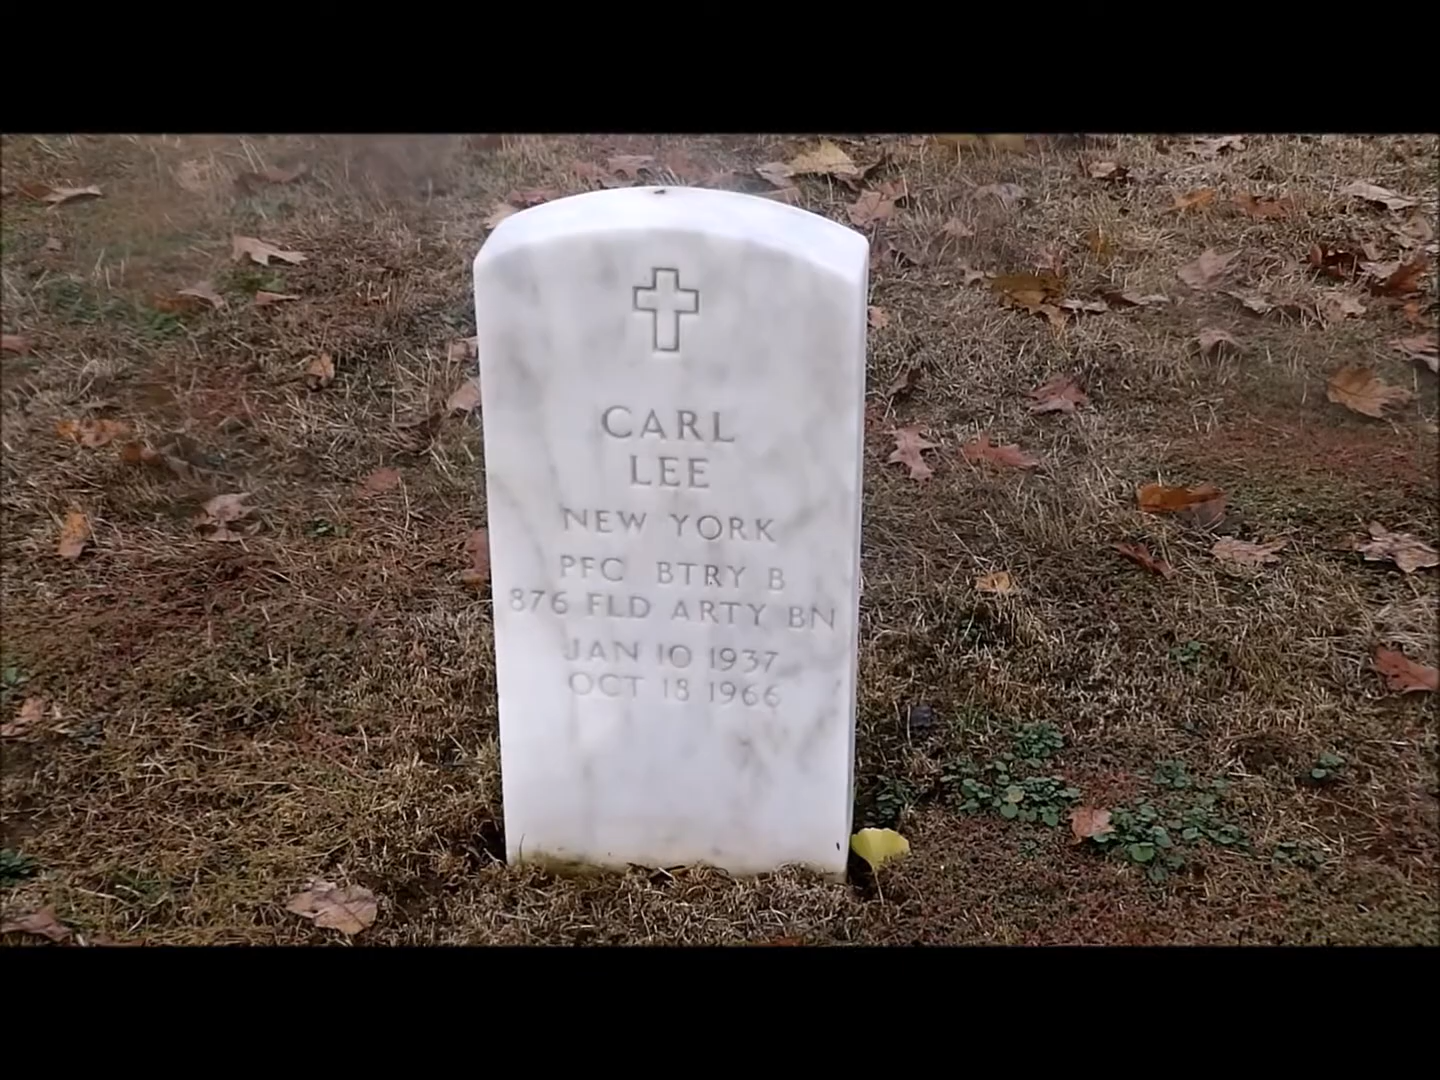 CARL
LEE
NEW YORK
PFC BTRY B
876 FLD ARTY BN
JAN 10 1937
OCT 18 1966